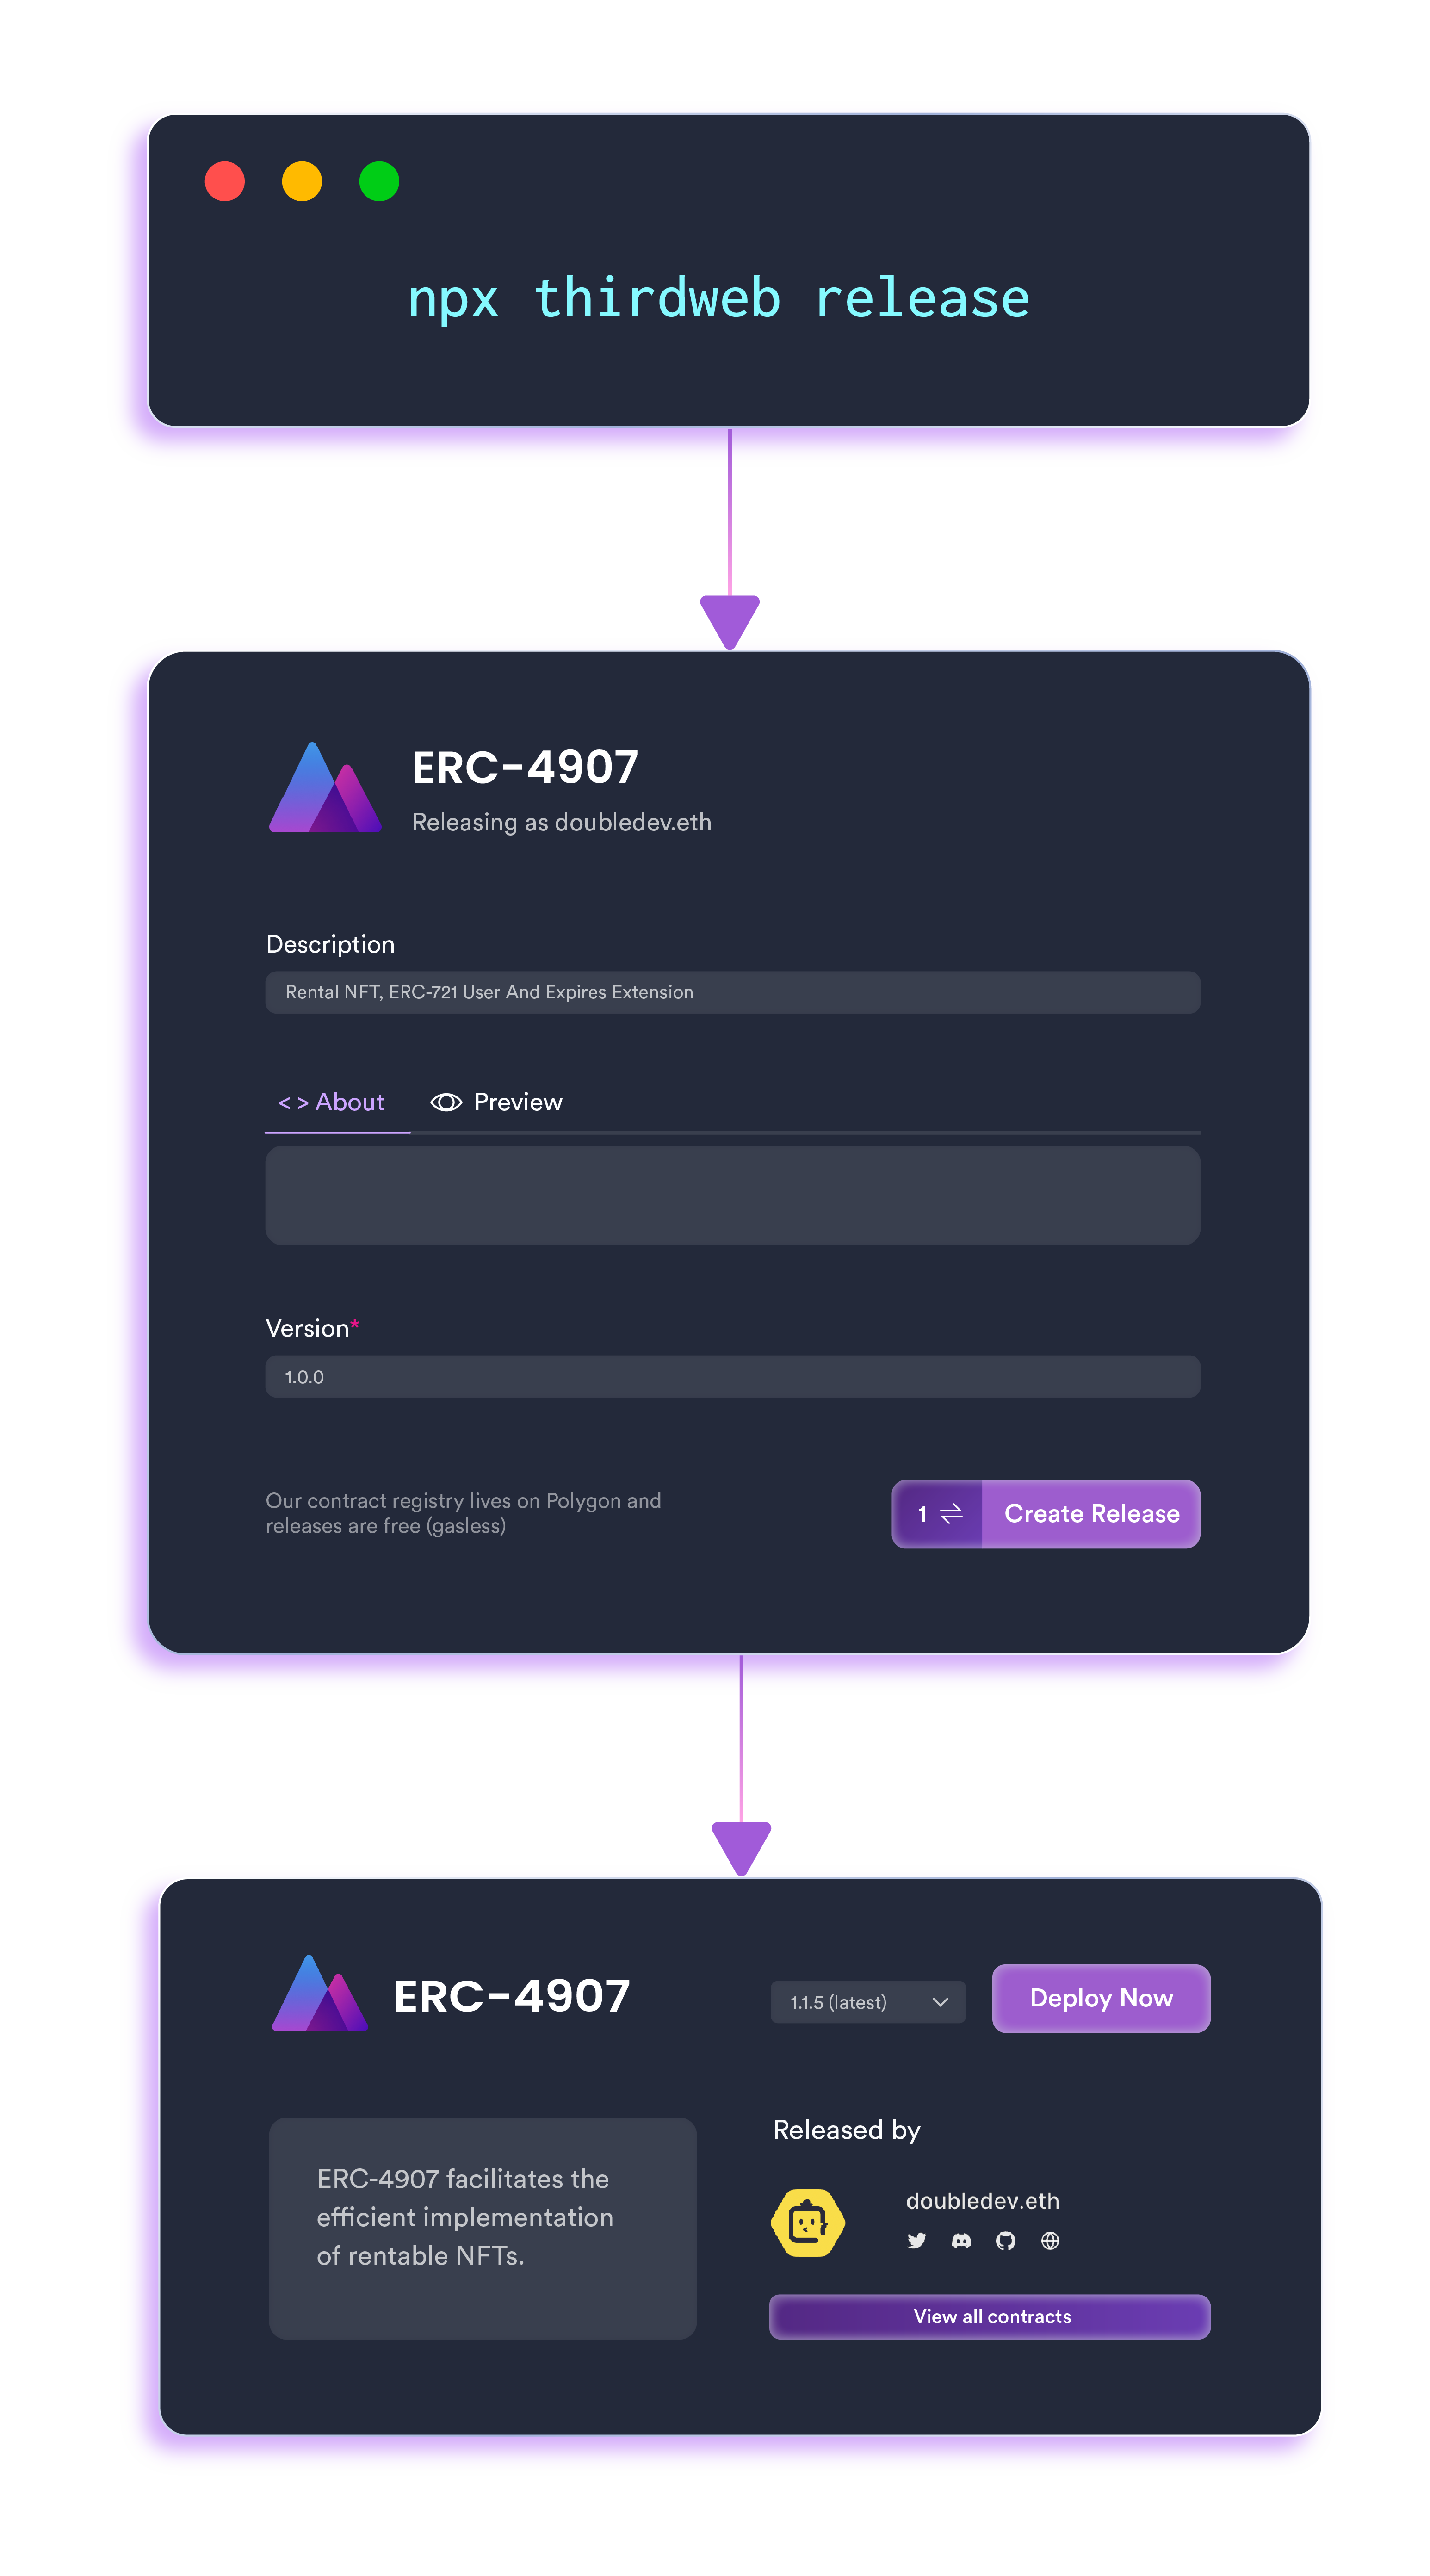 npx thirdweb release
ERC-4907
Releasing as doubledev.eth
Description
Rental NFT, ERC-721 User And Expires Extension
< > About Preview
Version*
1.0.0
Our contract registry lives on Polygon and
releases are free (gasless)
1 ⇌ Create Release
ERC-4907
1.1.5 (latest)
Deploy Now
ERC-4907 facilitates the
efficient implementation
of rentable NFTs.
Released by
doubledev.eth
View all contracts